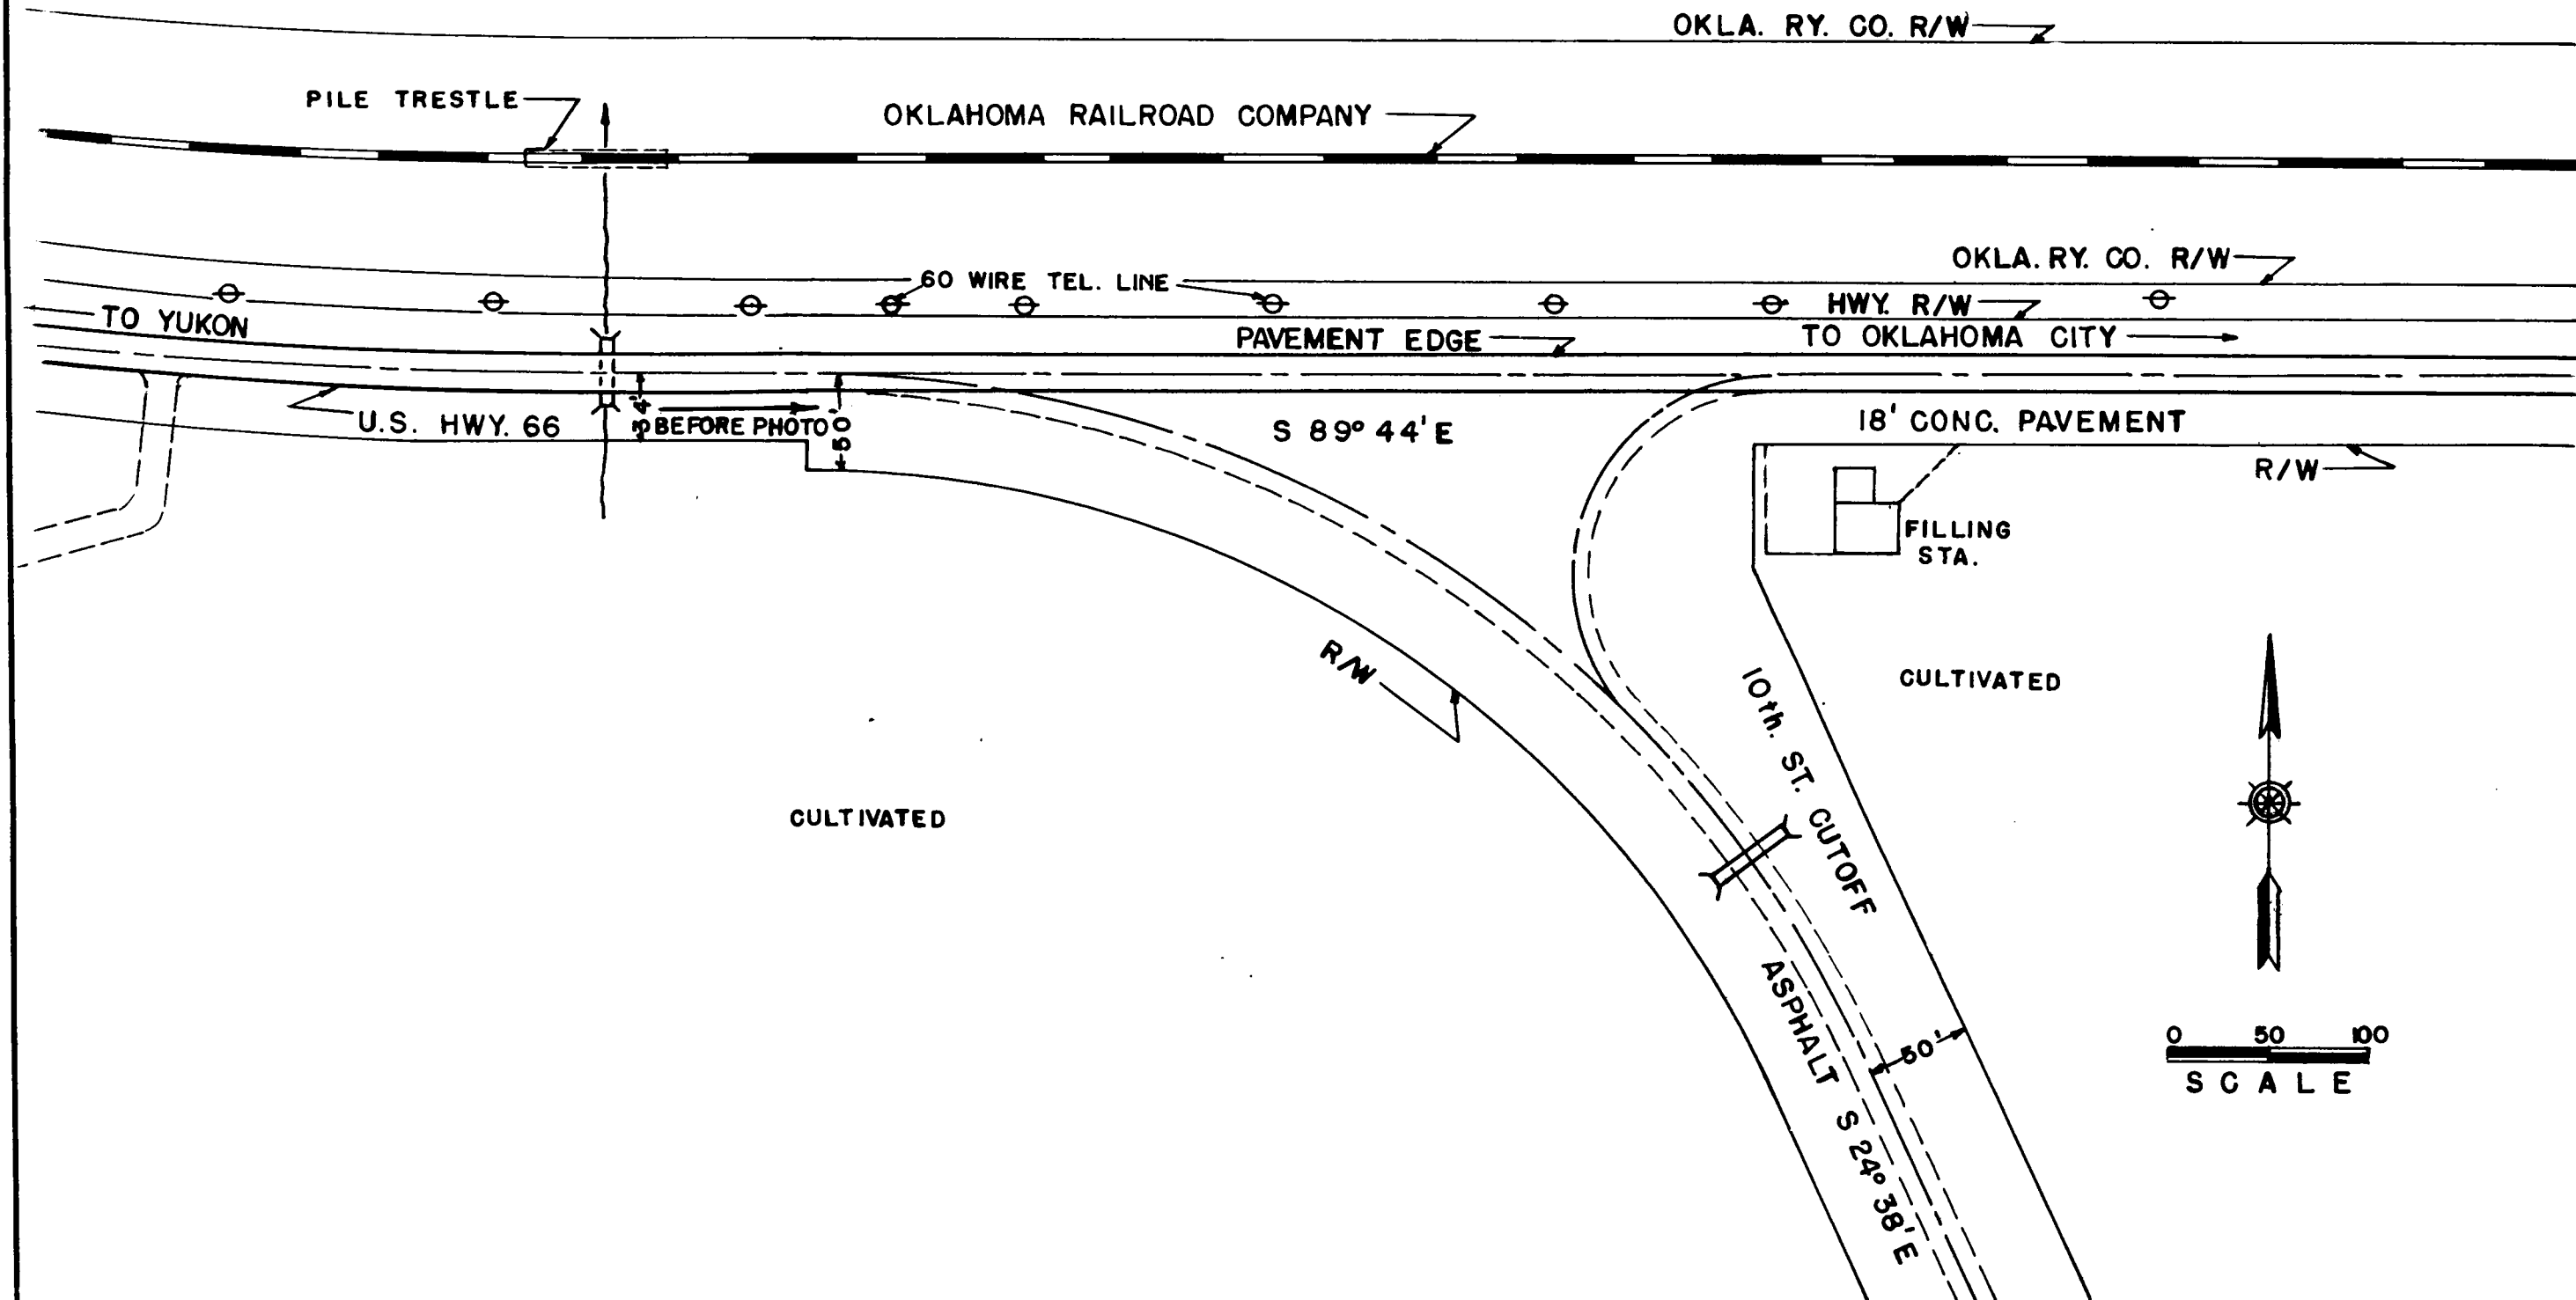 OKLA. RY. CO. R/W
PILE TRESTLE
OKLAHOMA RAILROAD COMPANY
OKLA. RY. CO. R/W
60 WIRE TEL. LINE
HWY. R/W
TO YUKON
PAVEMENT EDGE
TO OKLAHOMA CITY
U.S. HWY. 66
34'
BEFORE PHOTO
50'
S 89° 44' E
18' CONC. PAVEMENT
R/W
FILLING
STA.
R/W
10th. ST. CUTOFF
CULTIVATED
CULTIVATED
ASPHALT S 24° 38' E
50'
0 50 100
SCALE